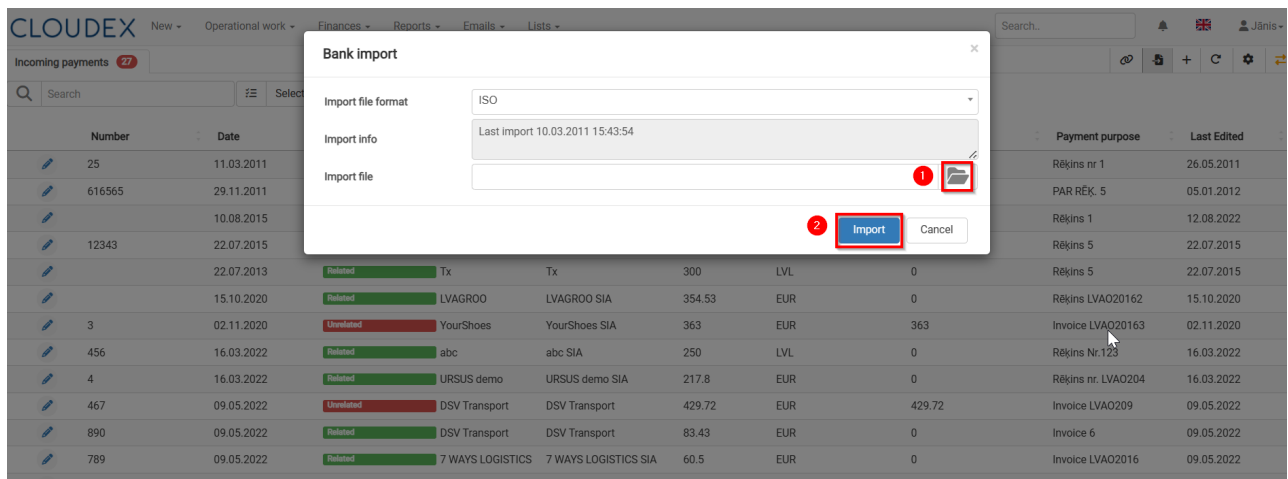 CLOUDEX New Operational work Finances Reports Emails Lists Search.. Jānis
Incoming payments 27
Search Select
Bank import ×
Import file format ISO
Import info Last import 10.03.2011 15:43:54
Import file 1
2 Import Cancel
Number Date Payment purpose Last Edited
25 11.03.2011 Rēķins nr 1 26.05.2011
616565 29.11.2011 PAR RĒĶ. 5 05.01.2012
10.08.2015 Rēķins 1 12.08.2022
12343 22.07.2015 Rēķins 5 22.07.2015
22.07.2013 Related Tx Tx 300 LVL 0 Rēķins 5 22.07.2015
15.10.2020 Related LVAGROO LVAGROO SIA 354.53 EUR 0 Rēķins LVAO20162 15.10.2020
3 02.11.2020 Unrelated YourShoes YourShoes SIA 363 EUR 363 Invoice LVAO20163 02.11.2020
456 16.03.2022 Related abc abc SIA 250 LVL 0 Rēķins Nr.123 16.03.2022
4 16.03.2022 Related URSUS demo URSUS demo SIA 217.8 EUR 0 Rēķins nr. LVAO204 16.03.2022
467 09.05.2022 Unrelated DSV Transport DSV Transport 429.72 EUR 429.72 Invoice LVAO209 09.05.2022
890 09.05.2022 Related DSV Transport DSV Transport 83.43 EUR 0 Invoice 6 09.05.2022
789 09.05.2022 Related 7 WAYS LOGISTICS 7 WAYS LOGISTICS SIA 60.5 EUR 0 Invoice LVAO2016 09.05.2022